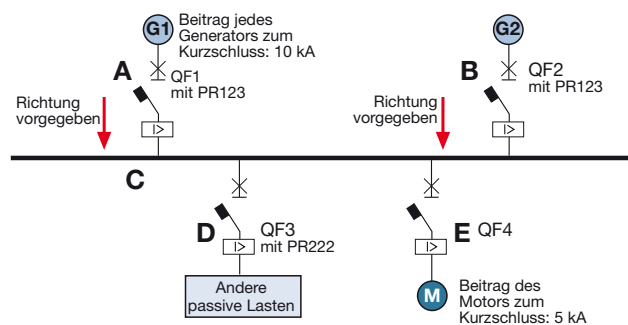 G1
Beitrag jedes
Generators zum
Kurzschluss: 10 kA
G2
A
QF1
mit PR123
B
QF2
mit PR123
Richtung
vorgegeben
Richtung
vorgegeben
I>
I>
C
D
QF3
mit PR222
I>
E
QF4
I>
Andere
passive Lasten
M
Beitrag des
Motors zum
Kurzschluss: 5 kA